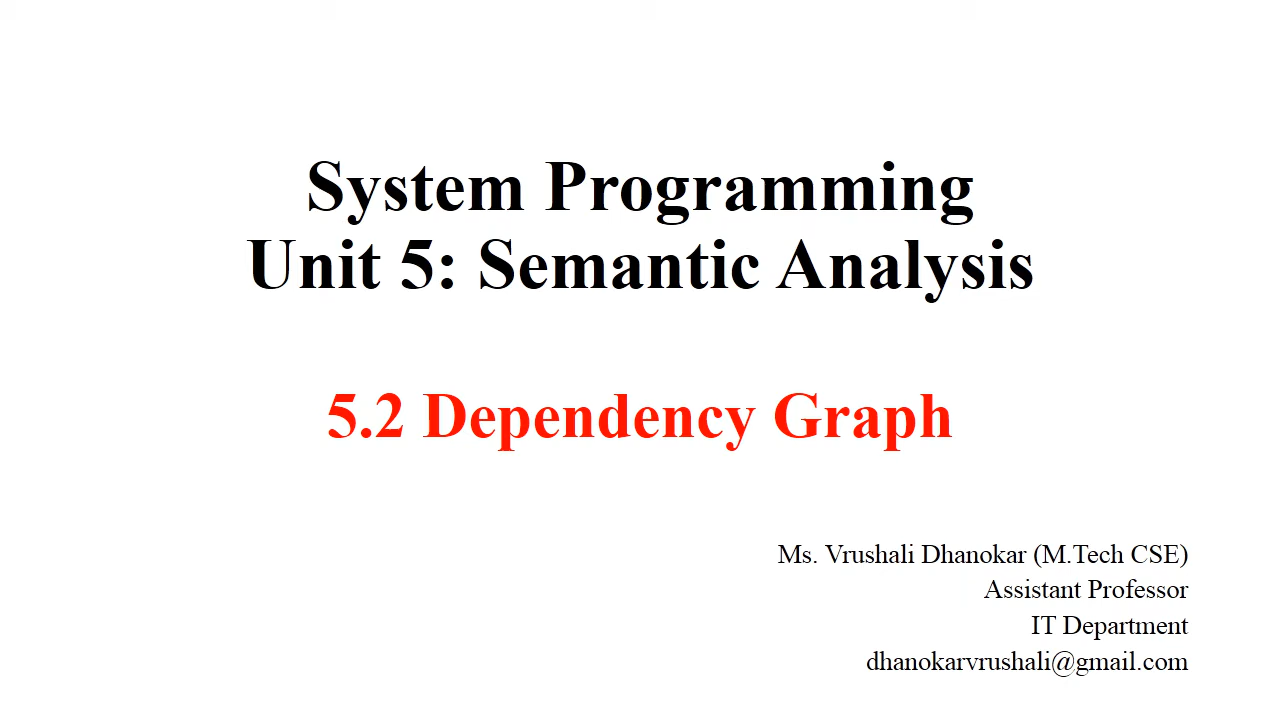 System Programming
Unit 5: Semantic Analysis
5.2 Dependency Graph
Ms. Vrushali Dhanokar (M.Tech CSE)
Assistant Professor
IT Department
dhanokarvrushali@gmail.com